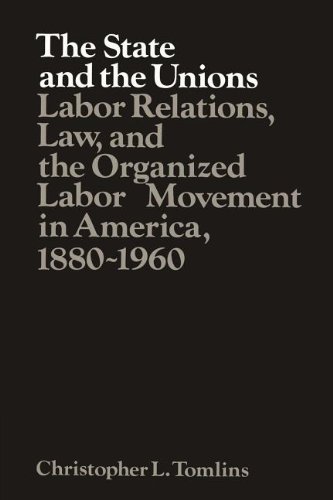 The State
and the Unions
Labor Relations,
Law, and
the Organized
Labor Movement
in America,
1880-1960
Christopher L. Tomlins